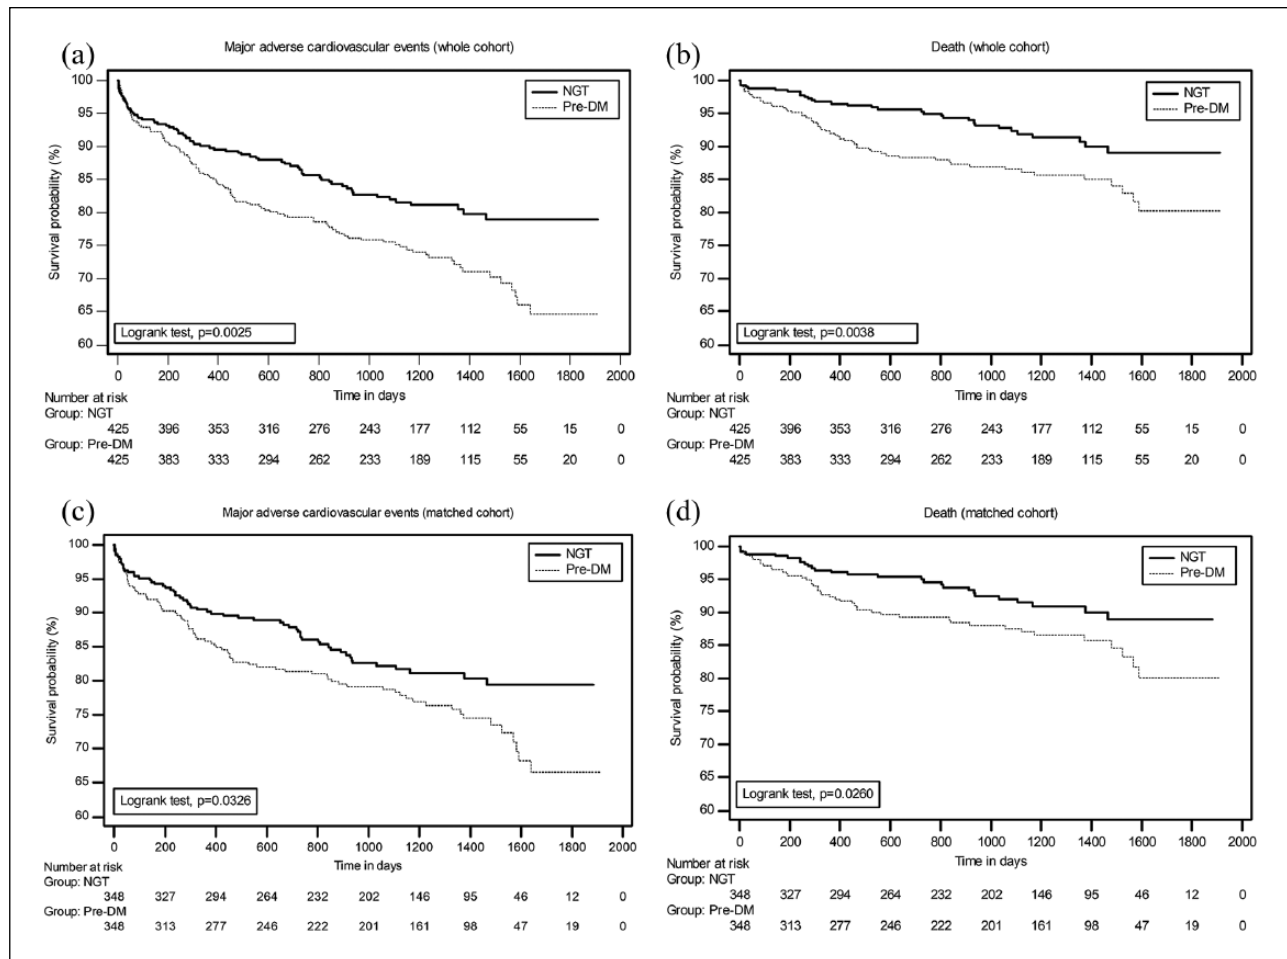 (a)
Major adverse cardiovascular events (whole cohort)
NGT
Pre-DM
Survival probability (%)
100
95
90
85
80
75
70
65
60
Logrank test, p=0.0025
0 200 400 600 800 1000 1200 1400 1600 1800 2000
Time in days
Number at risk
Group: NGT
425 396 353 316 276 243 177 112 55 15 0
Group: Pre-DM
425 383 333 294 262 233 189 115 55 20 0
(b)
Death (whole cohort)
NGT
Pre-DM
Survival probability (%)
100
95
90
85
80
75
70
65
60
Logrank test, p=0.0038
0 200 400 600 800 1000 1200 1400 1600 1800 2000
Time in days
Number at risk
Group: NGT
425 396 353 316 276 243 177 112 55 15 0
Group: Pre-DM
425 383 333 294 262 233 189 115 55 20 0
(c)
Major adverse cardiovascular events (matched cohort)
NGT
Pre-DM
Survival probability (%)
100
95
90
85
80
75
70
65
60
Logrank test, p=0.0326
0 200 400 600 800 1000 1200 1400 1600 1800 2000
Time in days
Number at risk
Group: NGT
348 327 294 264 232 202 146 95 46 12 0
Group: Pre-DM
348 313 277 246 222 201 161 98 47 19 0
(d)
Death (matched cohort)
NGT
Pre-DM
Survival probability (%)
100
95
90
85
80
75
70
65
60
Logrank test, p=0.0260
0 200 400 600 800 1000 1200 1400 1600 1800 2000
Time in days
Number at risk
Group: NGT
348 327 294 264 232 202 146 95 46 12 0
Group: Pre-DM
348 313 277 246 222 201 161 98 47 19 0